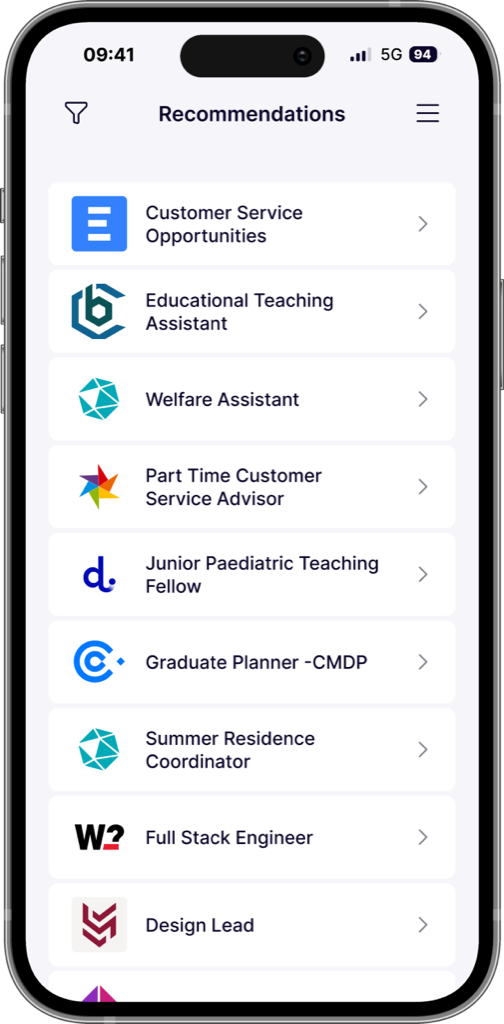 09:41
5G
94
Recommendations
Customer Service
Opportunities
Educational Teaching
Assistant
Welfare Assistant
Part Time Customer
Service Advisor
d.
Junior Paediatric Teaching
Fellow
Graduate Planner -CMDP
Summer Residence
Coordinator
W?
Full Stack Engineer
Design Lead